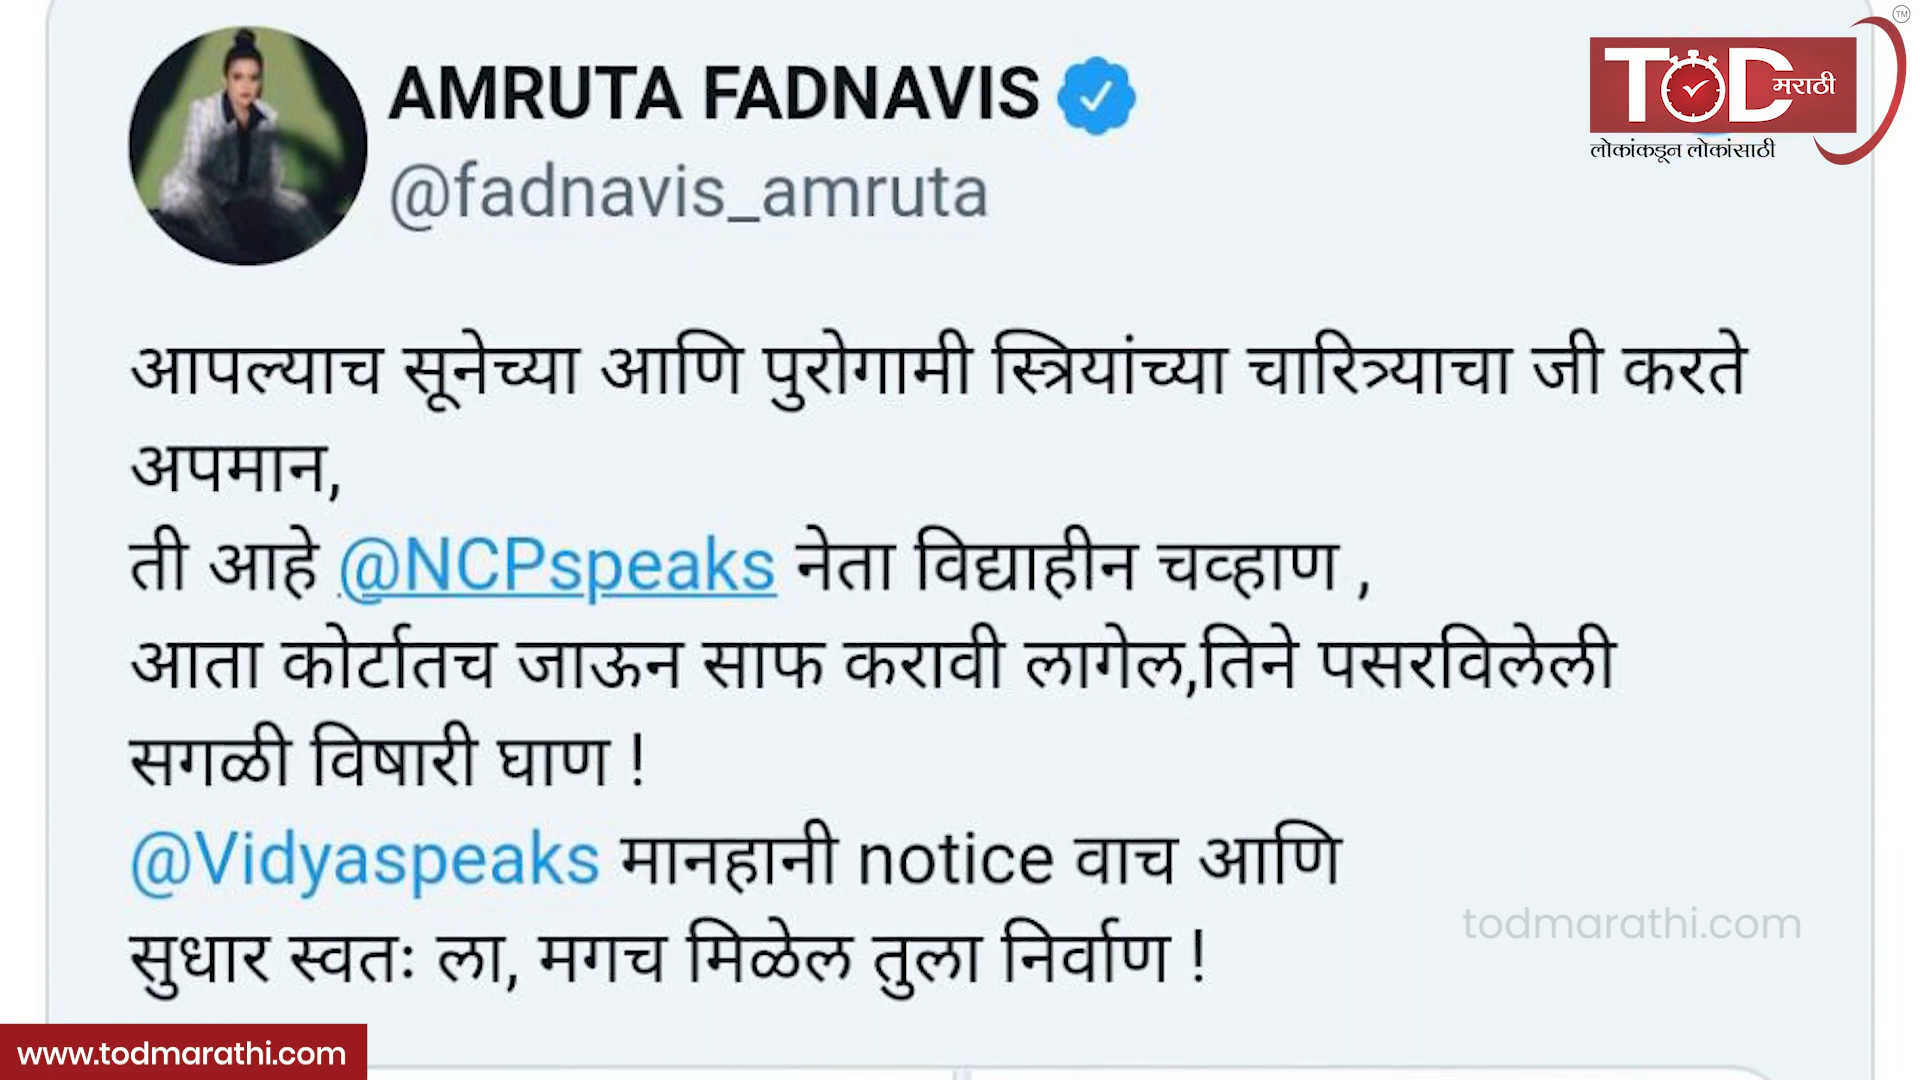 AMRUTA FADNAVIS
@fadnavis_amruta
TOD मराठी
TM
लोकांकडून लोकांसाठी
आपल्याच सूनेच्या आणि पुरोगामी स्त्रियांच्या चारित्र्याचा जी करते
अपमान,
ती आहे @NCPspeaks नेता विद्याहीन चव्हाण ,
आता कोर्टातच जाऊन साफ करावी लागेल,तिने पसरविलेली
सगळी विषारी घाण !
@Vidyaspeaks मानहानी notice वाच आणि
सुधार स्वतः ला, मगच मिळेल तुला निर्वाण !
todmarathi.com
www.todmarathi.com